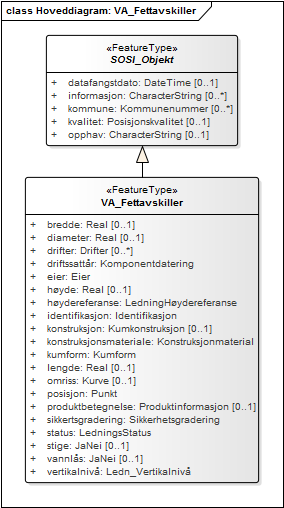 class Hoveddiagram: VA_Fettavskiller
«FeatureType»
SOSI_Objekt
+ datafangstdato: DateTime [0..1]
+ informasjon: CharacterString [0..*]
+ kommune: Kommunenummer [0..*]
+ kvalitet: Posisjonskvalitet [0..1]
+ opphav: CharacterString [0..1]
«FeatureType»
VA_Fettavskiller
+ bredde: Real [0..1]
+ diameter: Real [0..1]
+ drifter: Drifter [0..*]
+ driftssattår: Komponentdatering
+ eier: Eier
+ høyde: Real [0..1]
+ høydereferanse: LedningHøydereferanse
+ identifikasjon: Identifikasjon
+ konstruksjon: Kumkonstruksjon [0..1]
+ konstruksjonsmateriale: Konstruksjonmaterial
+ kumform: Kumform
+ lengde: Real [0..1]
+ omriss: Kurve [0..1]
+ posisjon: Punkt
+ produktbetegnelse: Produktinformasjon [0..1]
+ sikkertsgradering: Sikkerhetsgradering
+ status: LedningsStatus
+ stige: JaNei [0..1]
+ vannlås: JaNei [0..1]
+ vertikalnivå: Ledn_Vertikalnivå